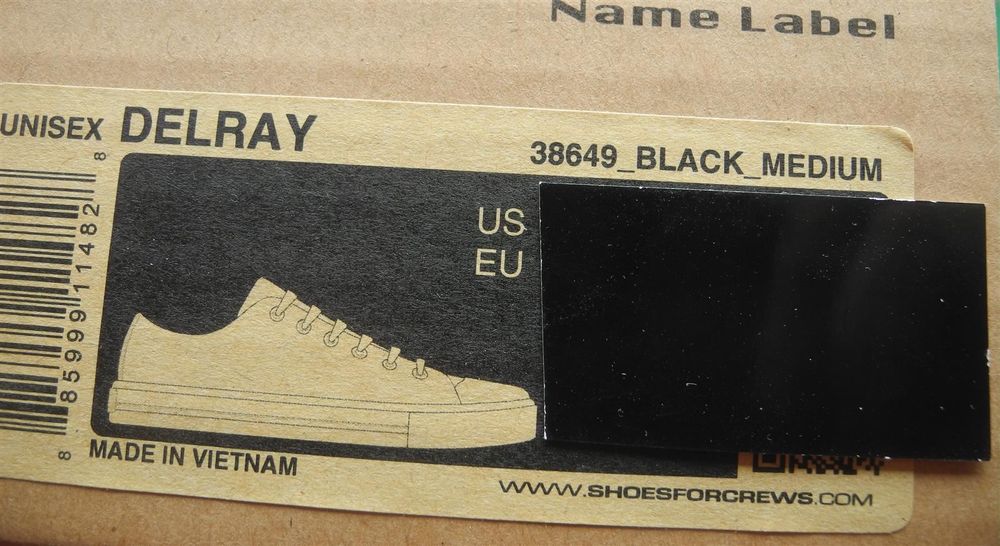 Name Label
UNISEX DELRAY
38649_BLACK_MEDIUM
US
EU
8 85999 11482 8
MADE IN VIETNAM
WWW.SHOESFORCREWS.COM